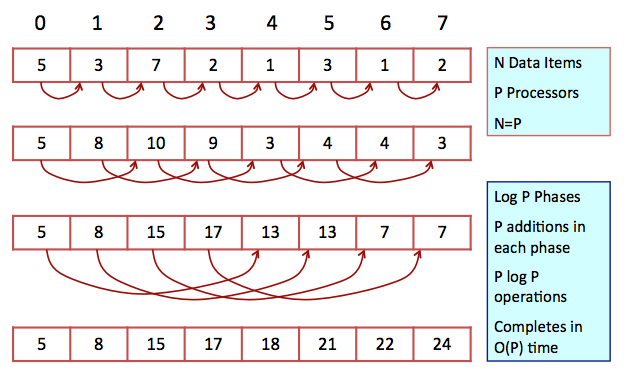 0 1 2 3 4 5 6 7
5 3 7 2 1 3 1 2
N Data Items
P Processors
N=P
5 8 10 9 3 4 4 3
5 8 15 17 13 13 7 7
Log P Phases
P additions in
each phase
P log P
operations
Completes in
O(P) time
5 8 15 17 18 21 22 24